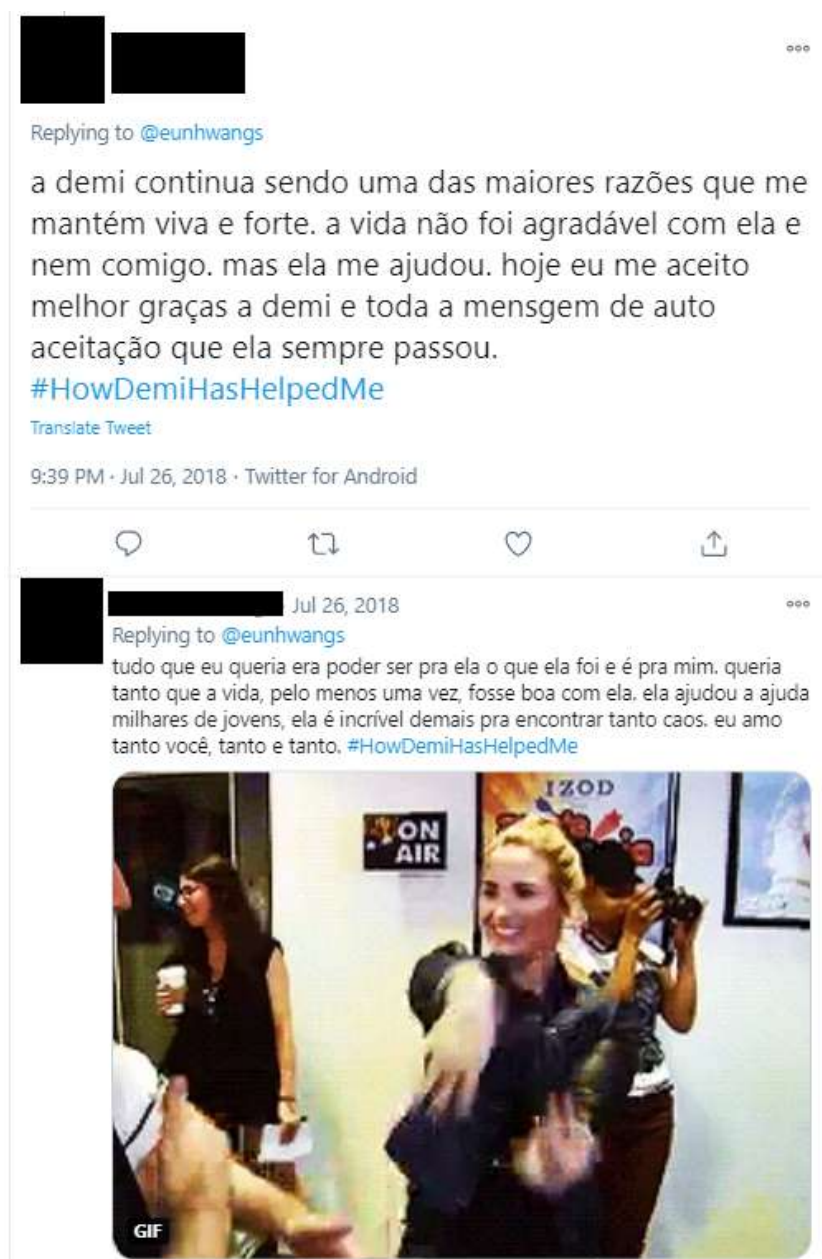 Replying to @eunhwangs
a demi continua sendo uma das maiores razões que me
mantém viva e forte. a vida não foi agradável com ela e
nem comigo. mas ela me ajudou. hoje eu me aceito
melhor graças a demi e toda a mensgem de auto
aceitação que ela sempre passou.
#HowDemiHasHelpedMe
Translate Tweet
9:39 PM · Jul 26, 2018 · Twitter for Android
Jul 26, 2018
Replying to @eunhwangs
tudo que eu queria era poder ser pra ela o que ela foi e é pra mim. queria
tanto que a vida, pelo menos uma vez, fosse boa com ela. ela ajudou a ajuda
milhares de jovens, ela é incrível demais pra encontrar tanto caos. eu amo
tanto você, tanto e tanto. #HowDemiHasHelpedMe
IZOD
ON
AIR
GIF